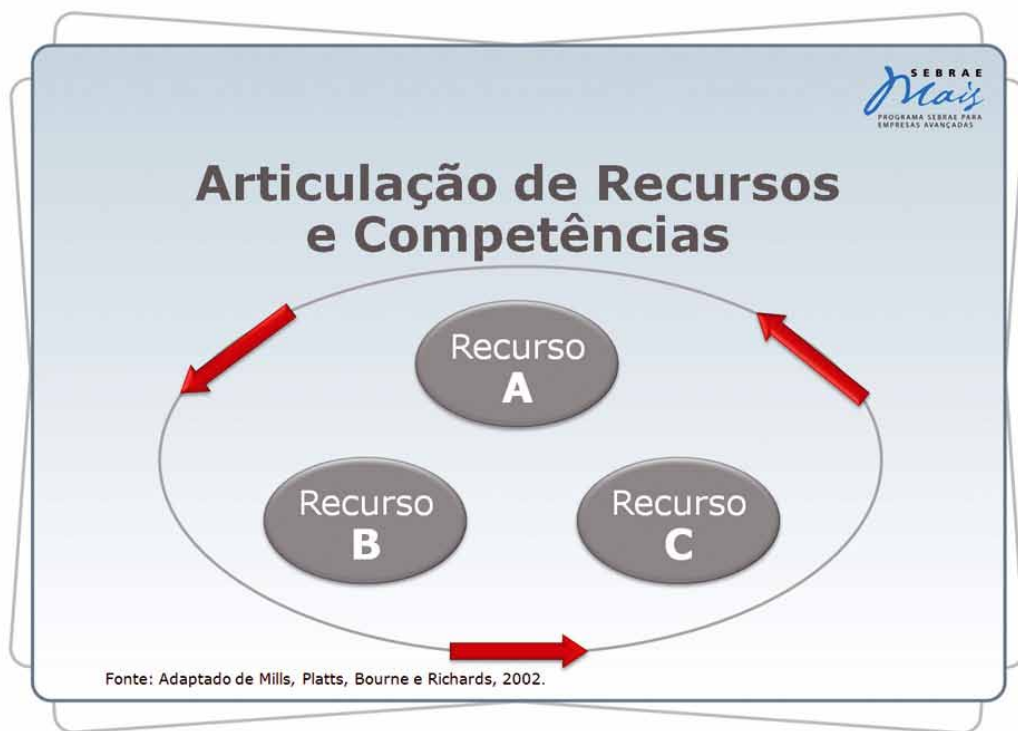 SEBRAE
Mais
PROGRAMA SEBRAE PARA
EMPRESAS AVANÇADAS
Articulação de Recursos
e Competências
Recurso
A
Recurso
B
Recurso
C
Fonte: Adaptado de Mills, Platts, Bourne e Richards, 2002.